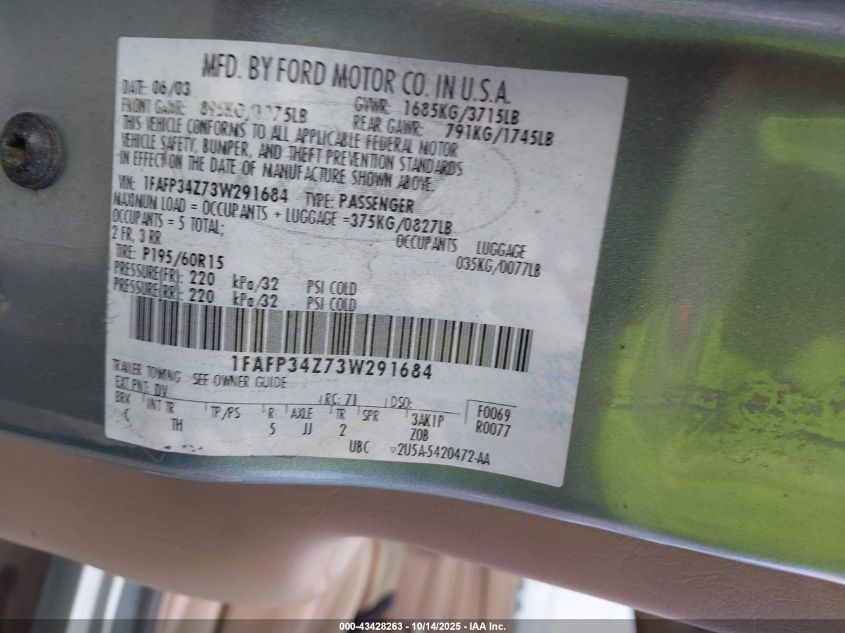 MFD. BY FORD MOTOR CO. IN U.S.A.
DATE: 06/03 GVWR: 1685KG/3715LB
FRONT GAWR: REAR GAWR: 791KG/1745LB
THIS VEHICLE CONFORMS TO ALL APPLICABLE FEDERAL MOTOR
VEHICLE SAFETY, BUMPER, AND THEFT PREVENTION STANDARDS
IN EFFECT ON THE DATE OF MANUFACTURE SHOWN ABOVE.
VIN: 1FAFP34Z73W291684 TYPE: PASSENGER
MAXIMUM LOAD = OCCUPANTS + LUGGAGE =375KG/0827LB
OCCUPANTS = 5 TOTAL; OCCUPANTS LUGGAGE
2 FR, 3 RR 035KG/0077LB
TIRE: P195/60R15
PRESSURE(FR): 220 kPa/32 PSI COLD
PRESSURE(RR): 220 kPa/32 PSI COLD
1FAFP34Z73W291684
TRAILER TOWING - SEE OWNER GUIDE
EXT PNT: DV RC: 71 DSO: F0069
BRK INT TR TP/PS R AXLE TR SPR 3AK1P R0077
C TH 5 JJ 2 Z0B
UBC ▽2U5A-5420472-AA
000-43428263 - 10/14/2025 - IAA Inc.